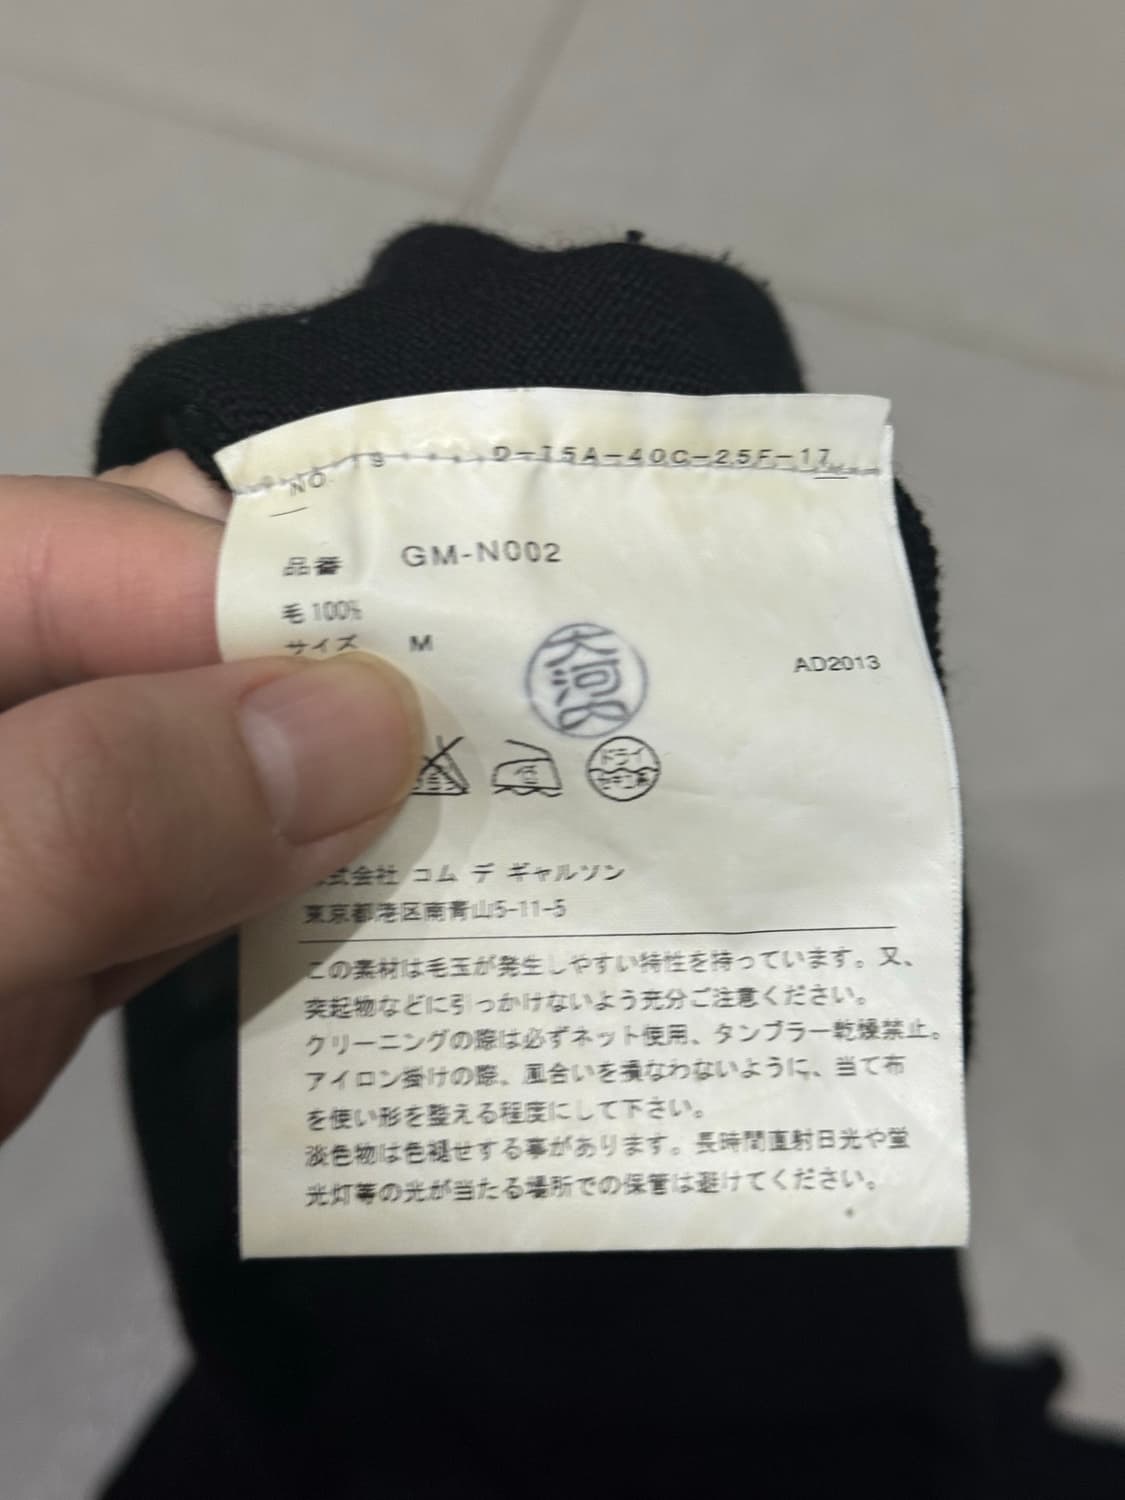 NO.
D-15A-40C-25F-17
品番 GM-N002
毛 100%
サイズ M
大河内
AD2013
ドライ
式会社 コム デ ギャルソン
東京都港区南青山5-11-5
この素材は毛玉が発生しやすい特性を持っています。又、
突起物などに引っかけないよう充分ご注意ください。
クリーニングの際は必ずネット使用、タンブラー乾燥禁止。
アイロン掛けの際、風合いを損なわないように、当て布
を使い形を整える程度にして下さい。
淡色物は色褪せする事があります。長時間直射日光や蛍
光灯等の光が当たる場所での保管は避けてください。